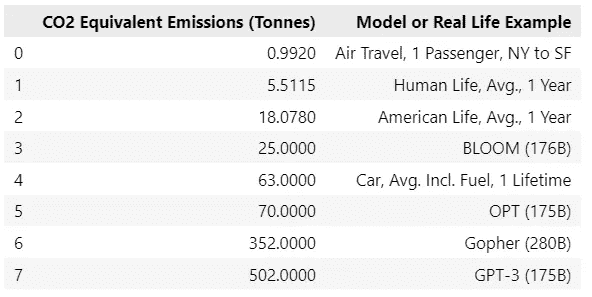 CO2 Equivalent Emissions (Tonnes) Model or Real Life Example
0 0.9920 Air Travel, 1 Passenger, NY to SF
1 5.5115 Human Life, Avg., 1 Year
2 18.0780 American Life, Avg., 1 Year
3 25.0000 BLOOM (176B)
4 63.0000 Car, Avg. Incl. Fuel, 1 Lifetime
5 70.0000 OPT (175B)
6 352.0000 Gopher (280B)
7 502.0000 GPT-3 (175B)